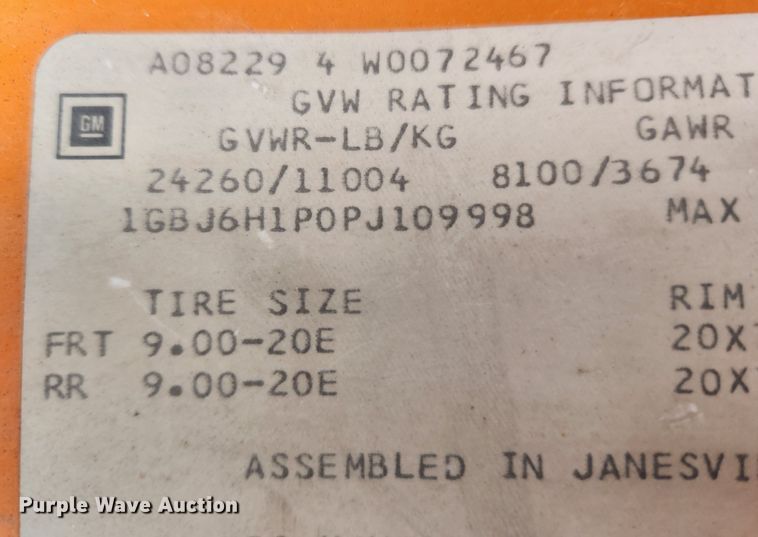 A08229 4 W0072467
GVW RATING INFORMAT
GM
GVWR-LB/KG GAWR
24260/11004 8100/3674
1GBJ6H1P0PJ109998 MAX
TIRE SIZE RIM
FRT 9.00-20E 20X
RR 9.00-20E 20X
ASSEMBLED IN JANESVI
Purple Wave Auction